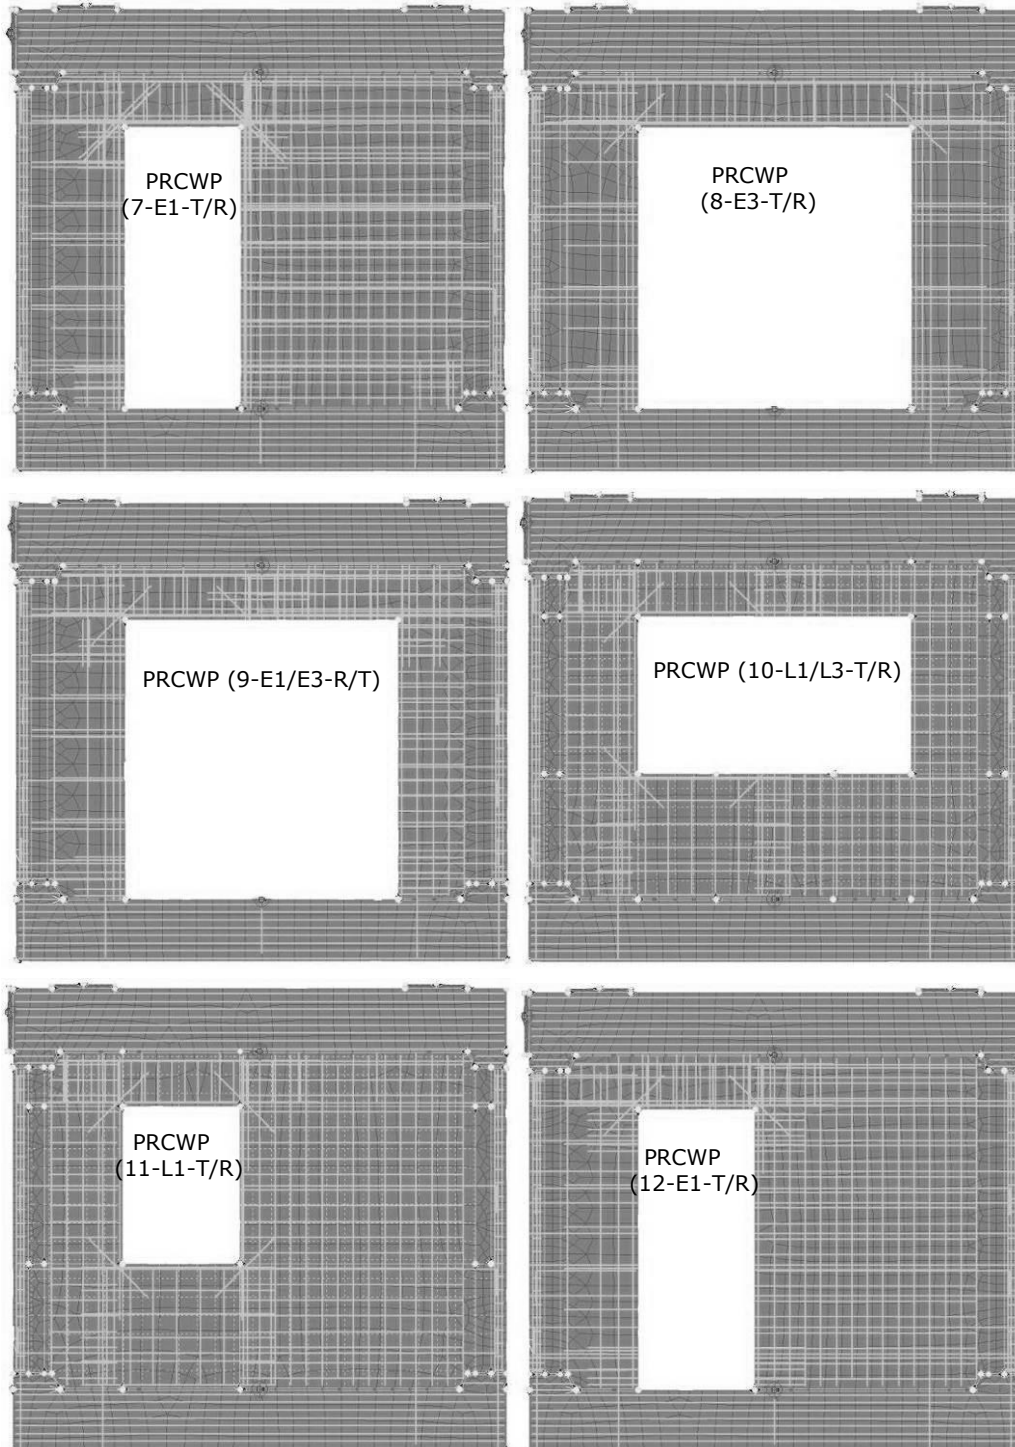 PRCWP
(7-E1-T/R)
PRCWP
(8-E3-T/R)
PRCWP (9-E1/E3-R/T)
PRCWP (10-L1/L3-T/R)
PRCWP
(11-L1-T/R)
PRCWP
(12-E1-T/R)